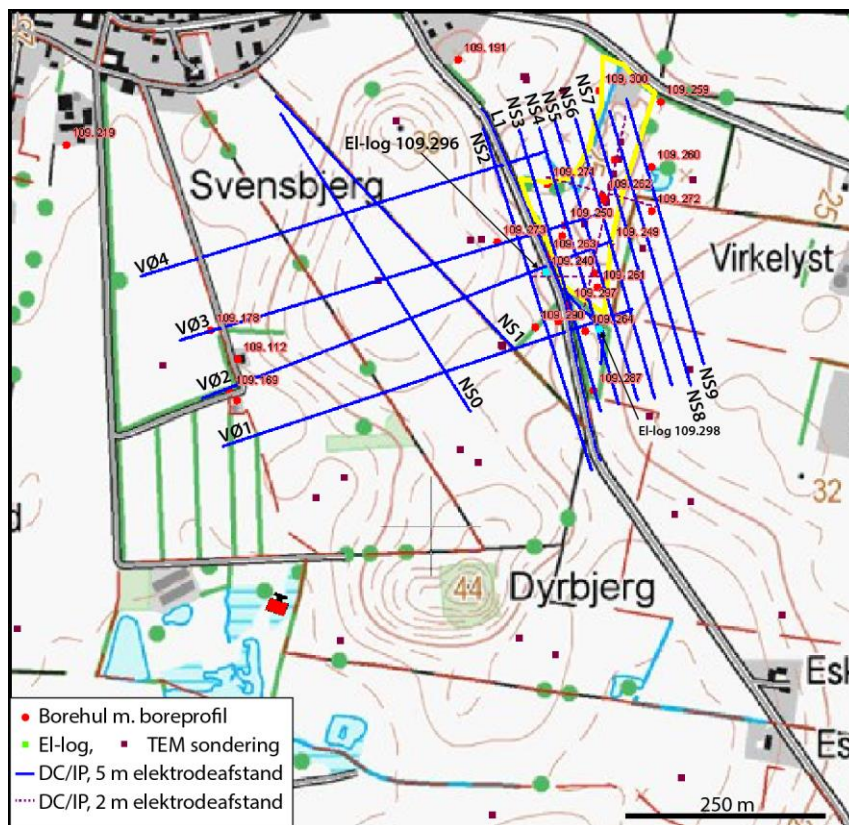 109.191
109.300
109.259
NS7
NS6
NS5
NS4
NS3
L1
NS2
109.219
El-log 109.296
39
109.260
Svensbjerg
109.271
109.262
109.272
25
109.250
109.273
109.263
109.249
109.240
Virkelyst
VØ4
109.261
109.297
VØ3
109.178
109.290
109.264
NS1
109.112
VØ2
109.169
109.287
NS9
NS0
NS8
VØ1
El-log 109.298
32
d
44
Dyrbjerg
Esk
Es
Borehul m. boreprofil
El-log, TEM sondering
DC/IP, 5 m elektrodeafstand
DC/IP, 2 m elektrodeafstand
250 m